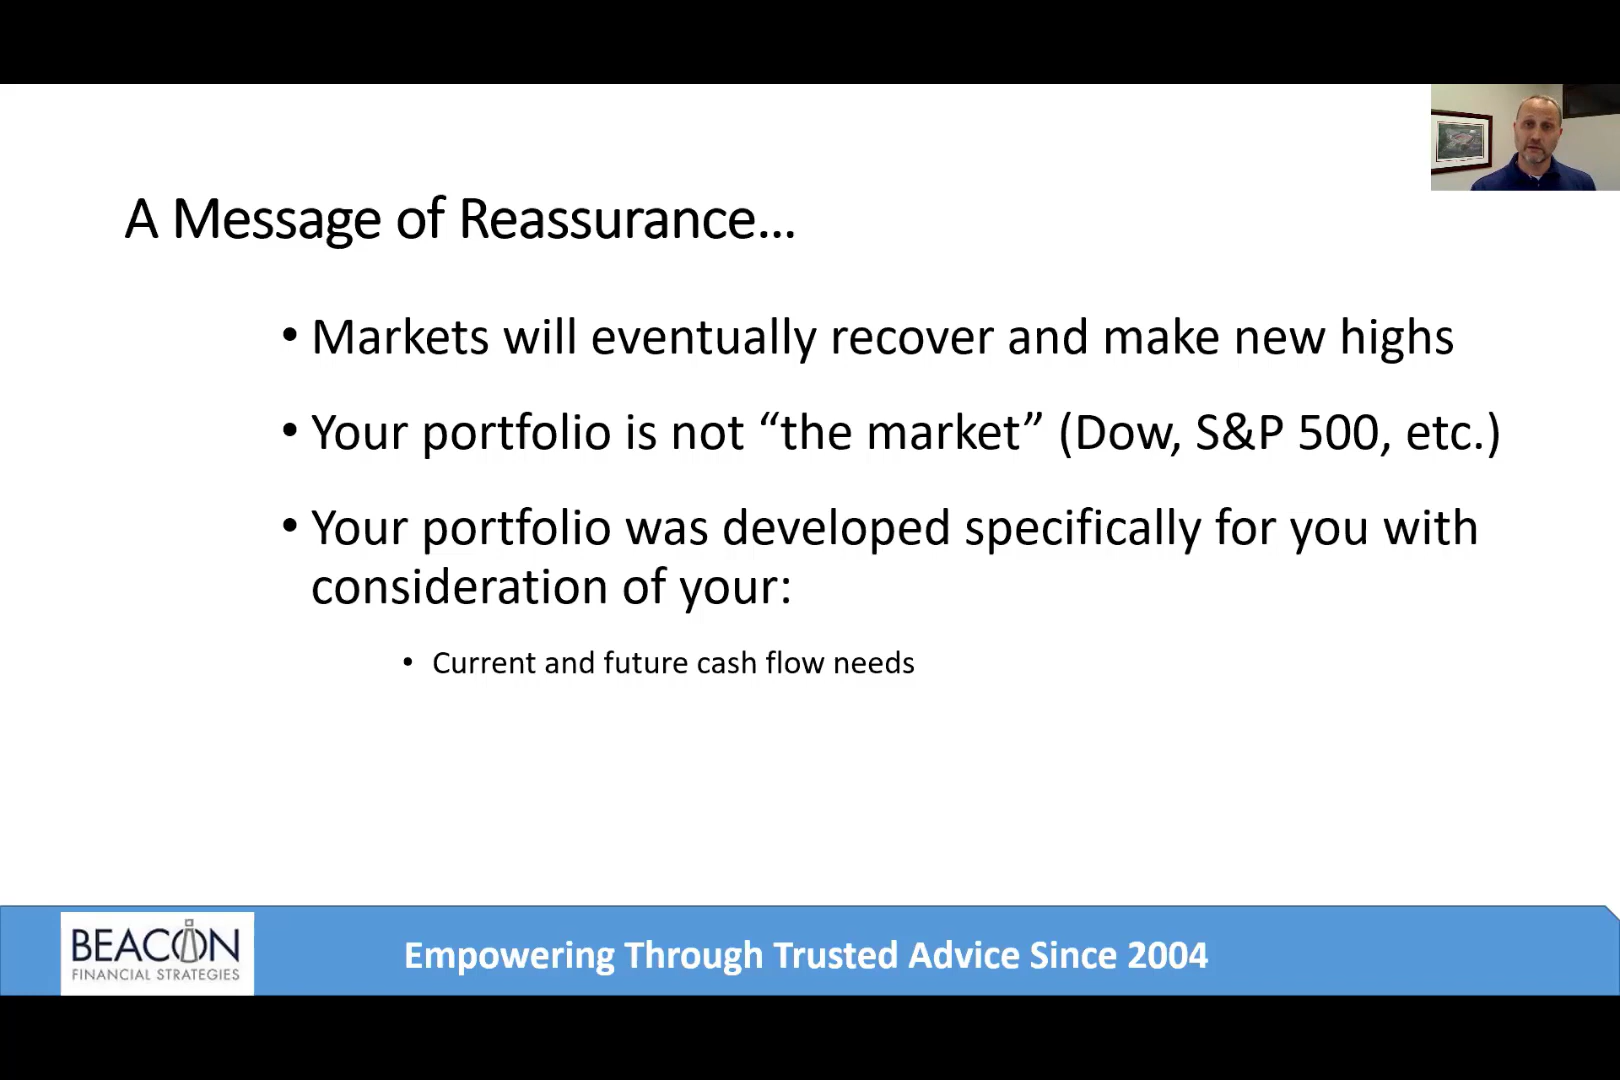 A Message of Reassurance...
• Markets will eventually recover and make new highs
• Your portfolio is not “the market” (Dow, S&P 500, etc.)
• Your portfolio was developed specifically for you with
consideration of your:
• Current and future cash flow needs
BEACON
FINANCIAL STRATEGIES
Empowering Through Trusted Advice Since 2004